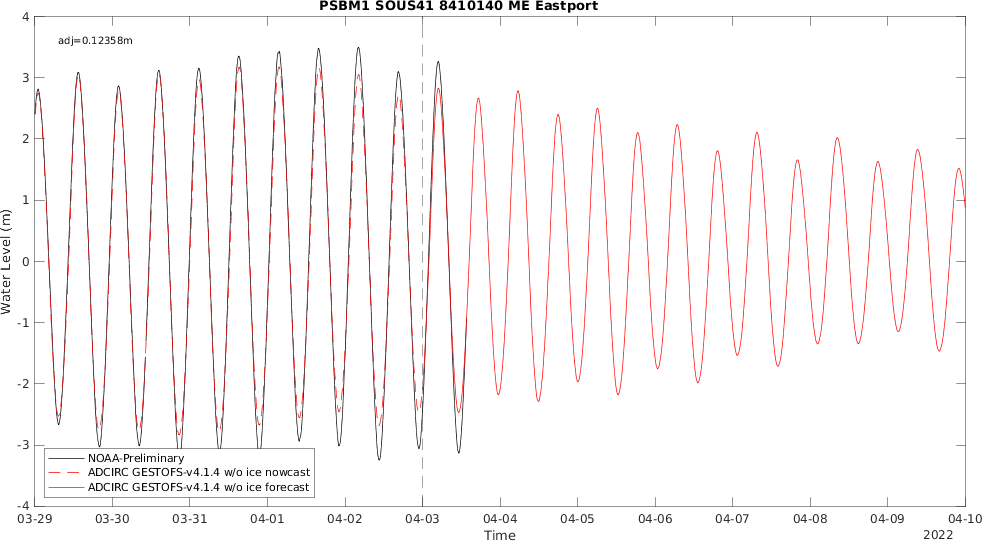 PSBM1 SOUS41 8410140 ME Eastport
adj=0.12358m
4
3
2
1
0
-1
-2
-3
-4
Water Level (m)
NOAA-Preliminary
ADCIRC GESTOFS-v4.1.4 w/o ice nowcast
ADCIRC GESTOFS-v4.1.4 w/o ice forecast
03-29 03-30 03-31 04-01 04-02 04-03 04-04 04-05 04-06 04-07 04-08 04-09 04-10
Time
2022